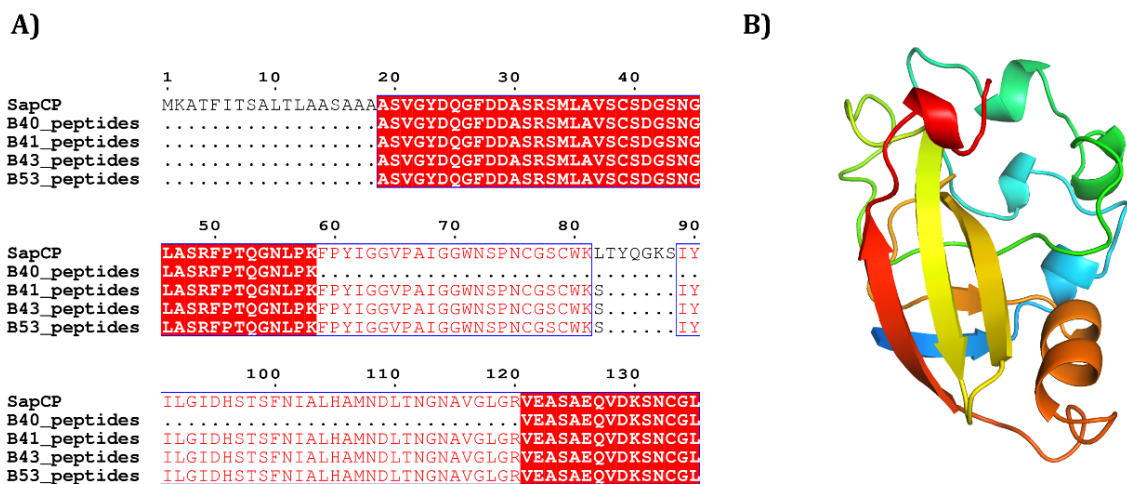 A)
B)
1 10 20 30 40
SapCP MKATFITSALTLAASAAAASVGYDQGFDDASRSMLAVSCSDGSNG
B40_peptides ..................ASVGYDQGFDDASRSMLAVSCSDGSNG
B41_peptides ..................ASVGYDQGFDDASRSMLAVSCSDGSNG
B43_peptides ..................ASVGYDQGFDDASRSMLAVSCSDGSNG
B53_peptides ..................ASVGYDQGFDDASRSMLAVSCSDGSNG
50 60 70 80 90
SapCP LASRFPTQGNLPKFPYIGGVPAIGGWNSPNCGSCWKLTYQGKSIY
B40_peptides LASRFPTQGNLPK................................
B41_peptides LASRFPTQGNLPKFPYIGGVPAIGGWNSPNCGSCWKS......IY
B43_peptides LASRFPTQGNLPKFPYIGGVPAIGGWNSPNCGSCWKS......IY
B53_peptides LASRFPTQGNLPKFPYIGGVPAIGGWNSPNCGSCWKS......IY
100 110 120 130
SapCP ILGIDHSTSFNIALHAMNDLTNGNAVGLGRVEASAEQVDKSNCGL
B40_peptides ..............................VEASAEQVDKSNCGL
B41_peptides ILGIDHSTSFNIALHAMNDLTNGNAVGLGRVEASAEQVDKSNCGL
B43_peptides ILGIDHSTSFNIALHAMNDLTNGNAVGLGRVEASAEQVDKSNCGL
B53_peptides ILGIDHSTSFNIALHAMNDLTNGNAVGLGRVEASAEQVDKSNCGL